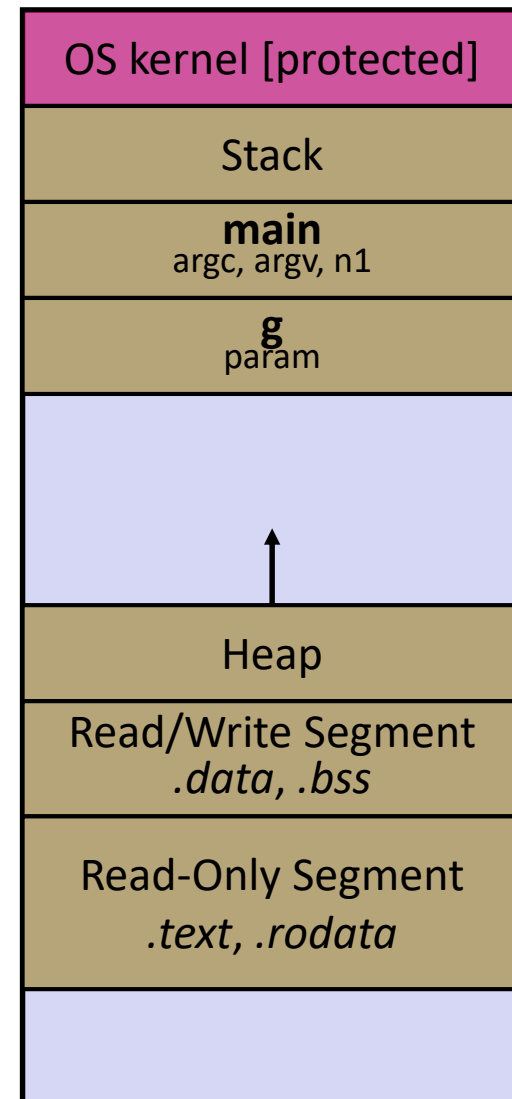 OS kernel [protected]
Stack
main
argc, argv, n1
g
param
Heap
Read/Write Segment
.data, .bss
Read-Only Segment
.text, .rodata